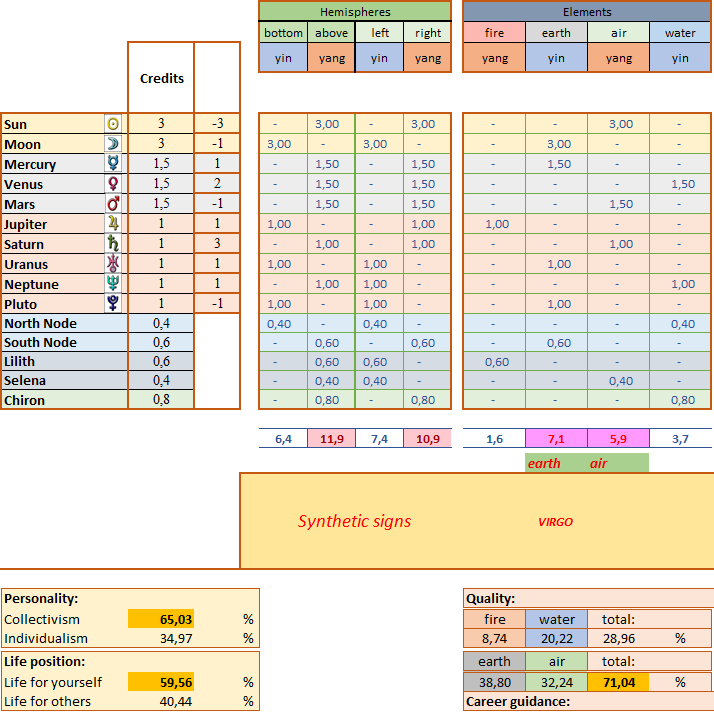 Hemispheres Elements
bottom above left right fire earth air water
yin yang yin yang yang yin yang yin
Credits
Sun 3 -3 - 3,00 - 3,00 - - 3,00 -
Moon 3 -1 3,00 - 3,00 - - 3,00 - -
Mercury 1,5 1 - 1,50 - 1,50 - 1,50 - -
Venus 1,5 2 - 1,50 - 1,50 - - - 1,50
Mars 1,5 -1 - 1,50 - 1,50 - - 1,50 -
Jupiter 1 1 1,00 - - 1,00 1,00 - - -
Saturn 1 3 - 1,00 - 1,00 - - 1,00 -
Uranus 1 1 1,00 - 1,00 - - 1,00 - -
Neptune 1 1 - 1,00 1,00 - - - - 1,00
Pluto 1 -1 1,00 - 1,00 - - 1,00 - -
North Node 0,4 0,40 - 0,40 - - - - 0,40
South Node 0,6 - 0,60 - 0,60 - 0,60 - -
Lilith 0,6 - 0,60 0,60 - 0,60 - - -
Selena 0,4 - 0,40 0,40 - - - 0,40 -
Chiron 0,8 - 0,80 - 0,80 - - - 0,80
6,4 11,9 7,4 10,9 1,6 7,1 5,9 3,7
earth air
Synthetic signs VIRGO
Personality: Quality:
Collectivism 65,03 % fire water total:
Individualism 34,97 % 8,74 20,22 28,96 %
Life position: earth air total:
Life for yourself 59,56 % 38,80 32,24 71,04 %
Life for others 40,44 % Career guidance: